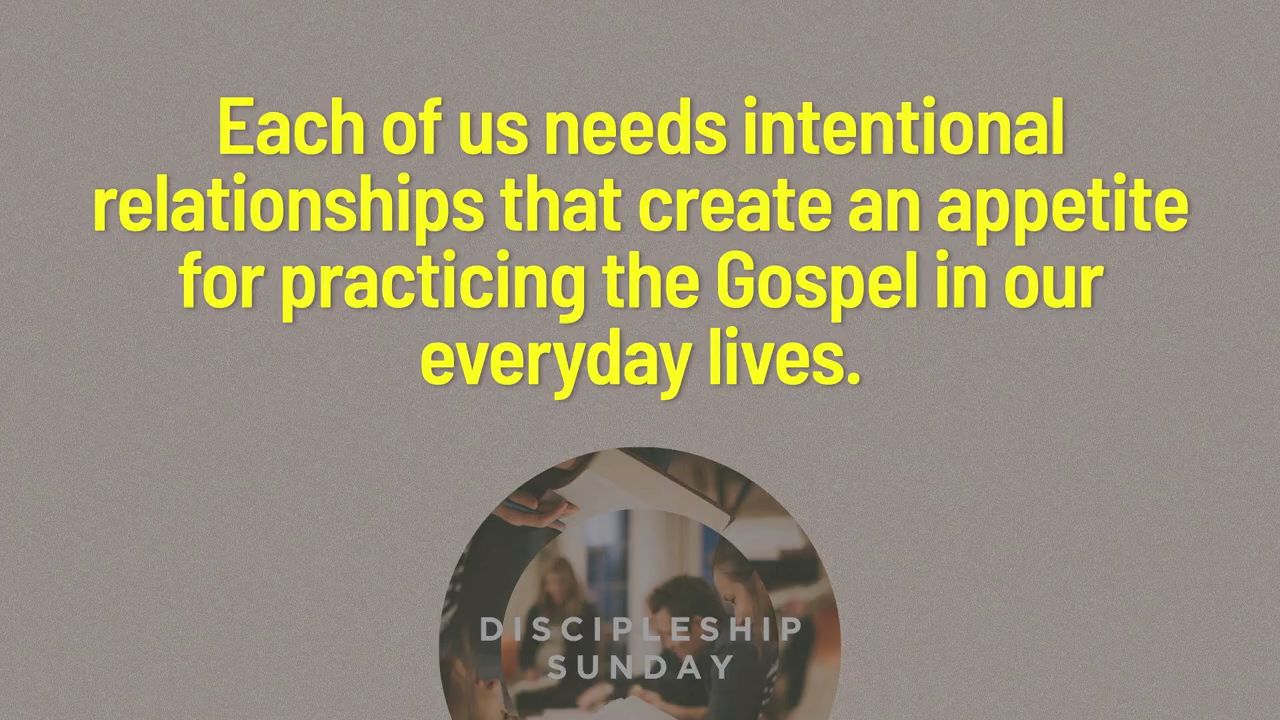 Each of us needs intentional
relationships that create an appetite
for practicing the Gospel in our
everyday lives.
DISCIPLESHIP
SUNDAY